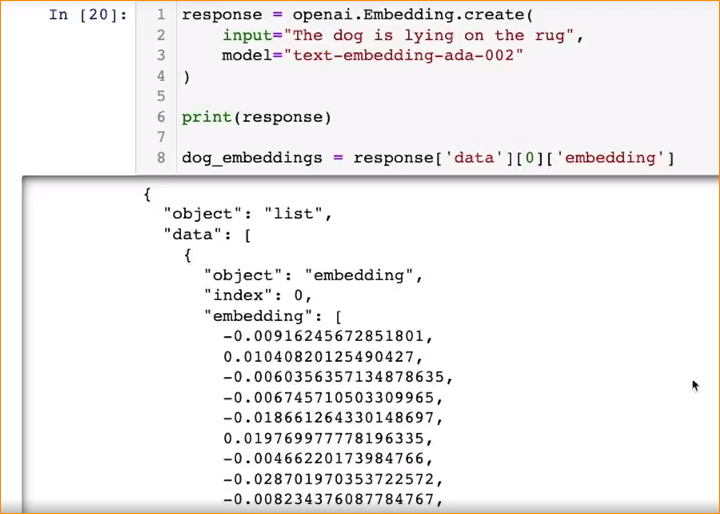 In [20]:
1 response = openai.Embedding.create(
2     input="The dog is lying on the rug",
3     model="text-embedding-ada-002"
4 )
5
6 print(response)
7
8 dog_embeddings = response['data'][0]['embedding']
{
  "object": "list",
  "data": [
    {
      "object": "embedding",
      "index": 0,
      "embedding": [
        -0.00916245672851801,
        0.01040820125490427,
        -0.0060356357134878635,
        -0.006745710503309965,
        -0.018661264330148697,
        0.019769977778196335,
        -0.00466220173984766,
        -0.028701970353722572,
        -0.008234376087784767,